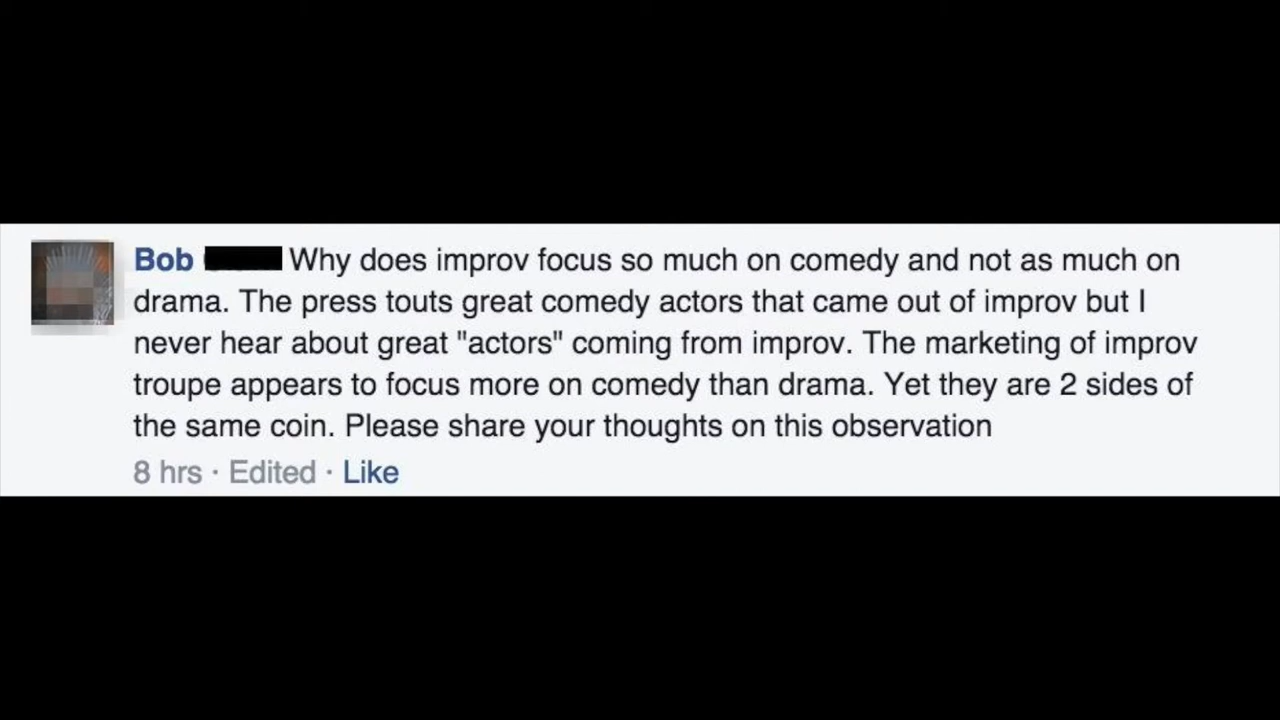 Bob Why does improv focus so much on comedy and not as much on
drama. The press touts great comedy actors that came out of improv but I
never hear about great "actors" coming from improv. The marketing of improv
troupe appears to focus more on comedy than drama. Yet they are 2 sides of
the same coin. Please share your thoughts on this observation
8 hrs · Edited · Like